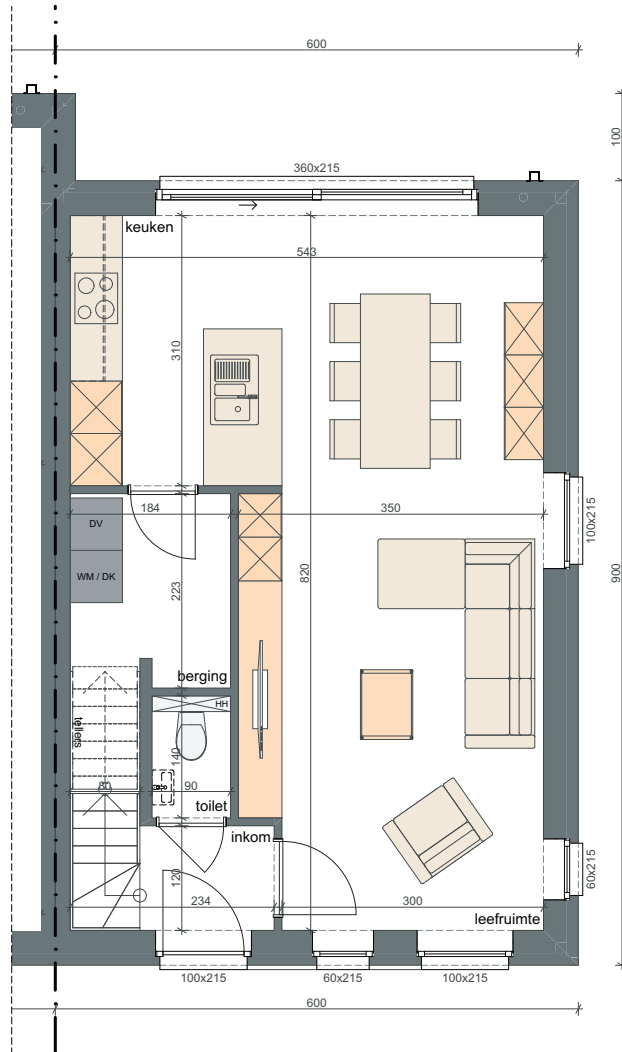 600
100
360x215
keuken
543
310
184
350
DV
100x215
WM / DK
223
820
900
berging
HH
tellers
140
80
90
toilet
inkom
60x215
120
234
300
leefruimte
100x215
60x215
100x215
600